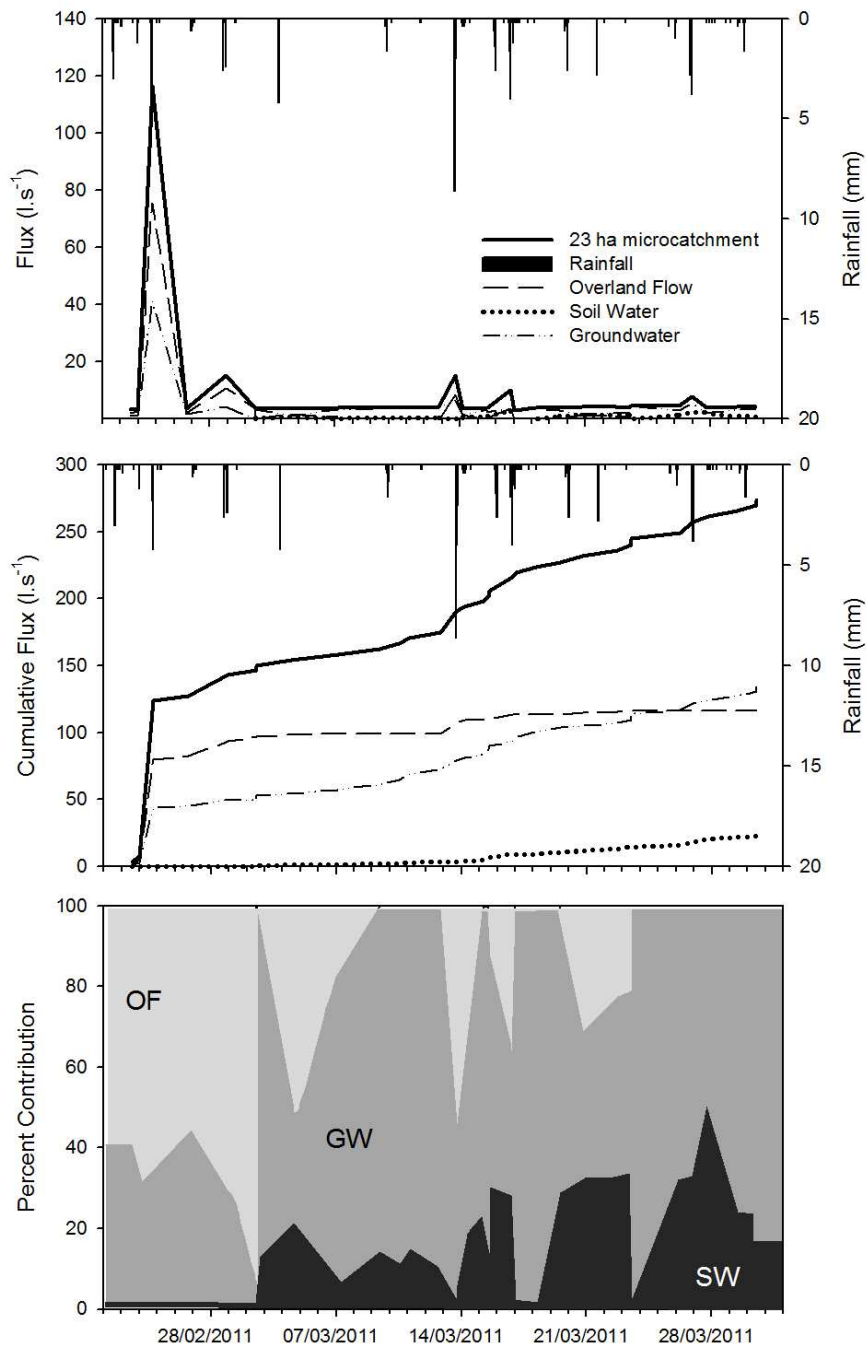 140
120
100
80
60
40
20
Flux (l.s-1)
0
5
10
15
20
Rainfall (mm)
23 ha microcatchment
Rainfall
Overland Flow
Soil Water
Groundwater
300
250
200
150
100
50
0
Cumulative Flux (l.s-1)
0
5
10
15
20
Rainfall (mm)
100
80
60
40
20
0
Percent Contribution
OF
GW
SW
28/02/2011 07/03/2011 14/03/2011 21/03/2011 28/03/2011